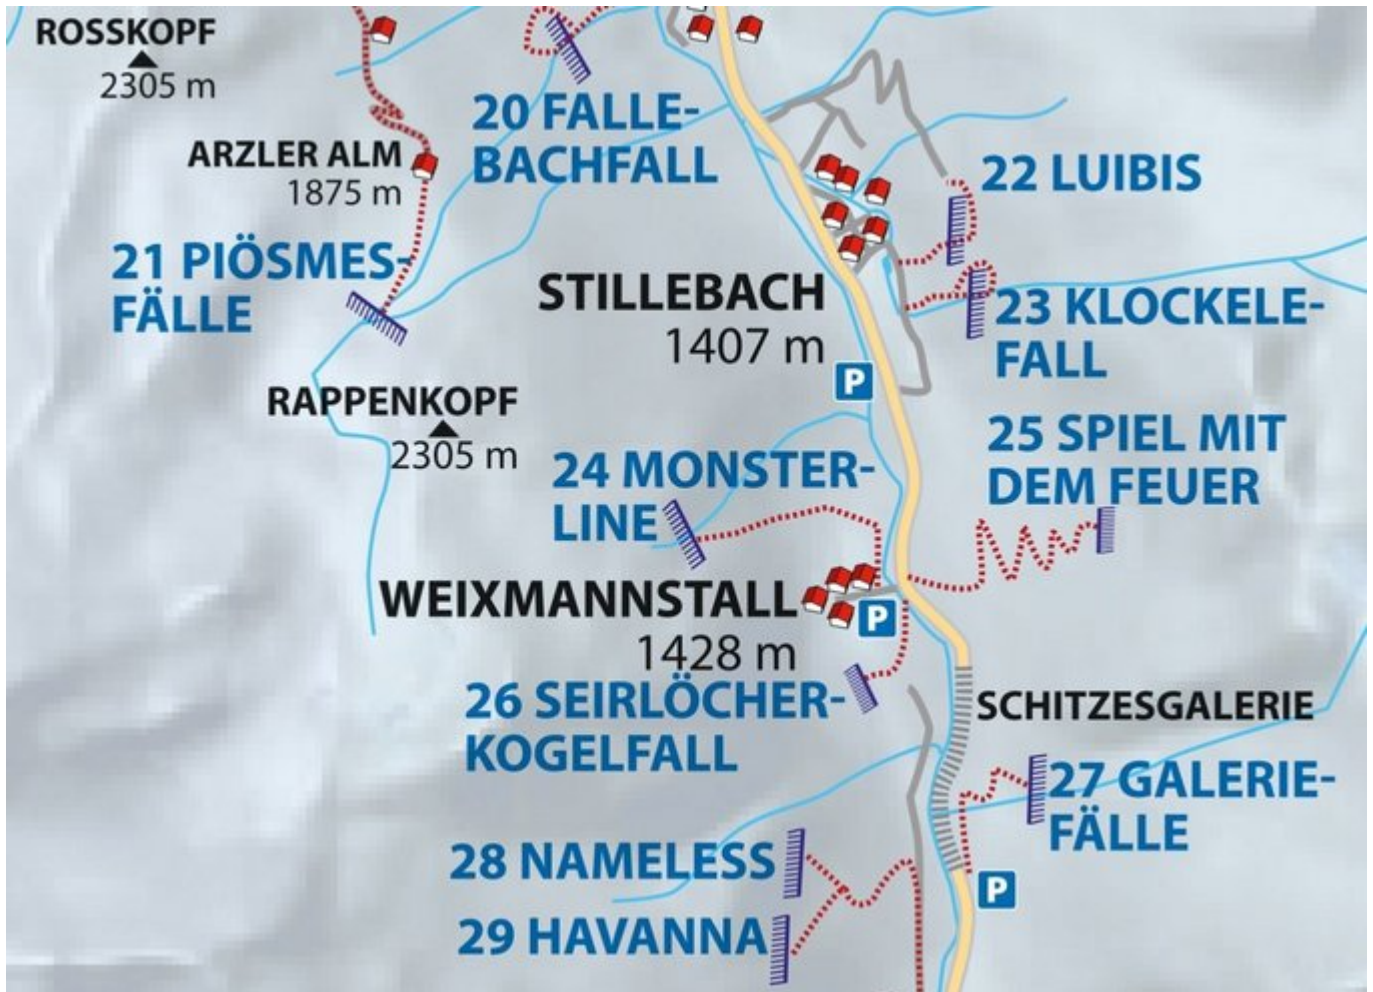 ROSSKOPF
2305 m
20 FALLE-
BACHFALL
ARZLER ALM
1875 m
22 LUIBIS
21 PIÖSMES-
FÄLLE
STILLEBACH
1407 m
23 KLOCKELE-
FALL
P
RAPPENKOPF
2305 m
24 MONSTER-
LINE
25 SPIEL MIT
DEM FEUER
WEIXMANNSTALL
1428 m
P
26 SEIRLÖCHER-
KOGELFALL
SCHITZESGALERIE
27 GALERIE-
FÄLLE
28 NAMELESS
P
29 HAVANNA